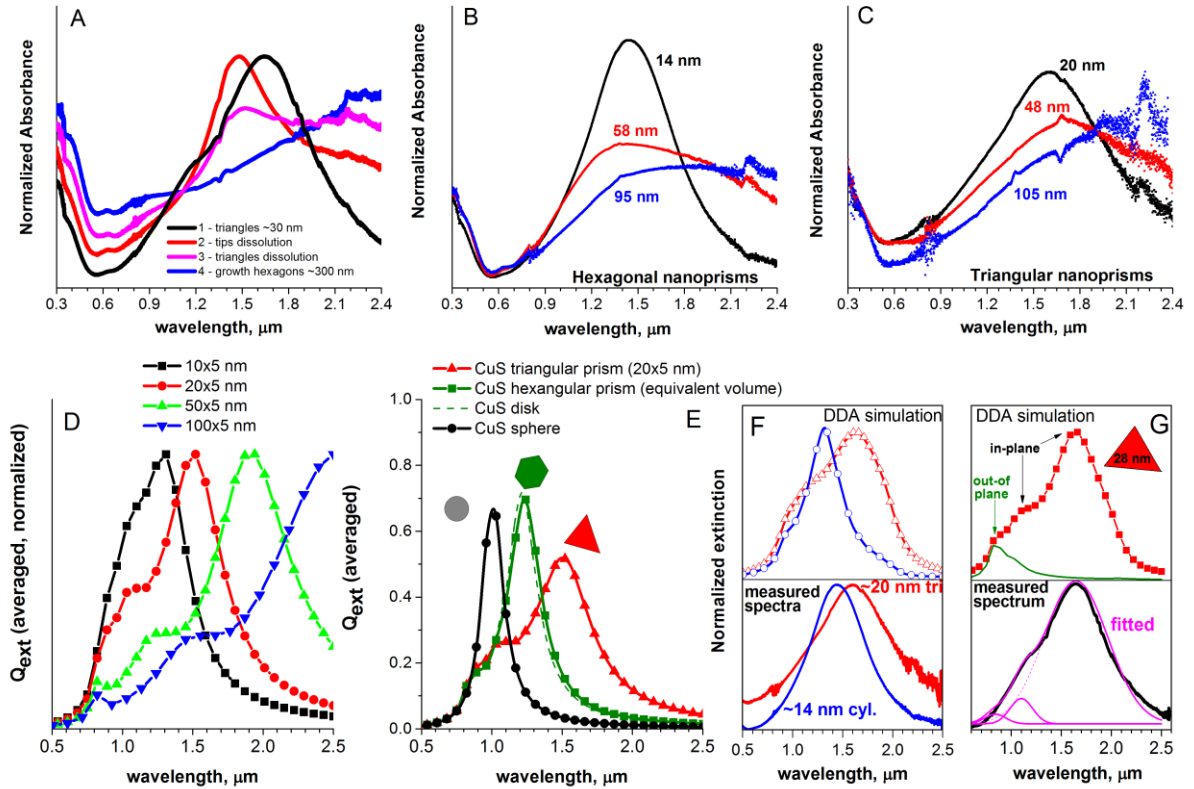 A
Normalized Absorbance
1 - triangles ~30 nm
2 - tips dissolution
3 - triangles dissolution
4 - growth hexagons ~300 nm
0.3 0.6 0.9 1.2 1.5 1.8 2.1 2.4
wavelength, μm
B
Normalized Absorbance
14 nm
58 nm
95 nm
Hexagonal nanoprisms
0.3 0.6 0.9 1.2 1.5 1.8 2.1 2.4
wavelength, μm
C
Normalized Absorbance
20 nm
48 nm
105 nm
Triangular nanoprisms
0.3 0.6 0.9 1.2 1.5 1.8 2.1 2.4
wavelength, μm
10x5 nm
20x5 nm
50x5 nm
100x5 nm
D
Qext (averaged, normalized)
0.5 1.0 1.5 2.0 2.5
wavelength, μm
CuS triangular prism (20x5 nm)
CuS hexangular prism (equivalent volume)
CuS disk
CuS sphere
E
Qext (averaged)
1.0
0.8
0.6
0.4
0.2
0.0
0.5 1.0 1.5 2.0 2.5
wavelength, μm
F
DDA simulation
Normalized extinction
measured spectra
~20 nm tri
~14 nm cyl.
0.5 1.0 1.5 2.0 2.5
wavelength, μm
DDA simulation
G
in-plane
28 nm
out-of plane
measured spectrum
fitted
1.0 1.5 2.0 2.5
wavelength, μm